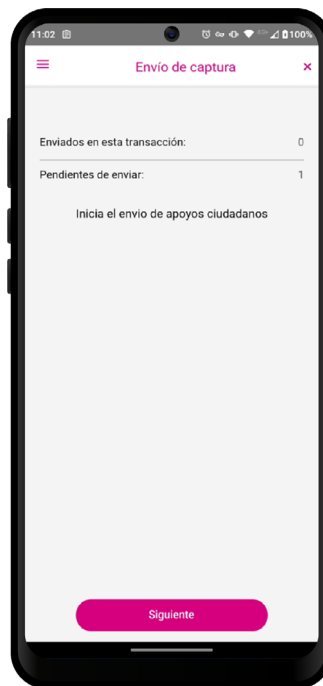 11:02 100%
Envío de captura ×
Enviados en esta transacción: 0
Pendientes de enviar: 1
Inicia el envio de apoyos ciudadanos
Siguiente